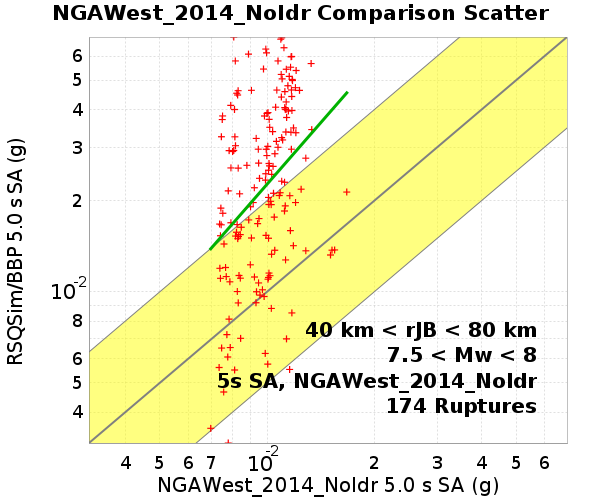 NGAWest_2014_NoIdr Comparison Scatter
RSQSim/BBP 5.0 s SA (g)
6
5
4
3
2
10-2
8
6
5
4
40 km < rJB < 80 km
7.5 < Mw < 8
5s SA, NGAWest_2014_NoIdr
174 Ruptures
4 5 6 7 10-2 2 3 4 5 6
NGAWest_2014_NoIdr 5.0 s SA (g)